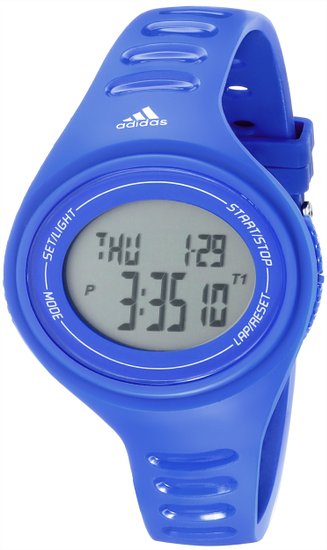 adidas
SET/LIGHT
START/STOP
THU 1-29
P 3:35 10 T1
MODE
LAP/RESET